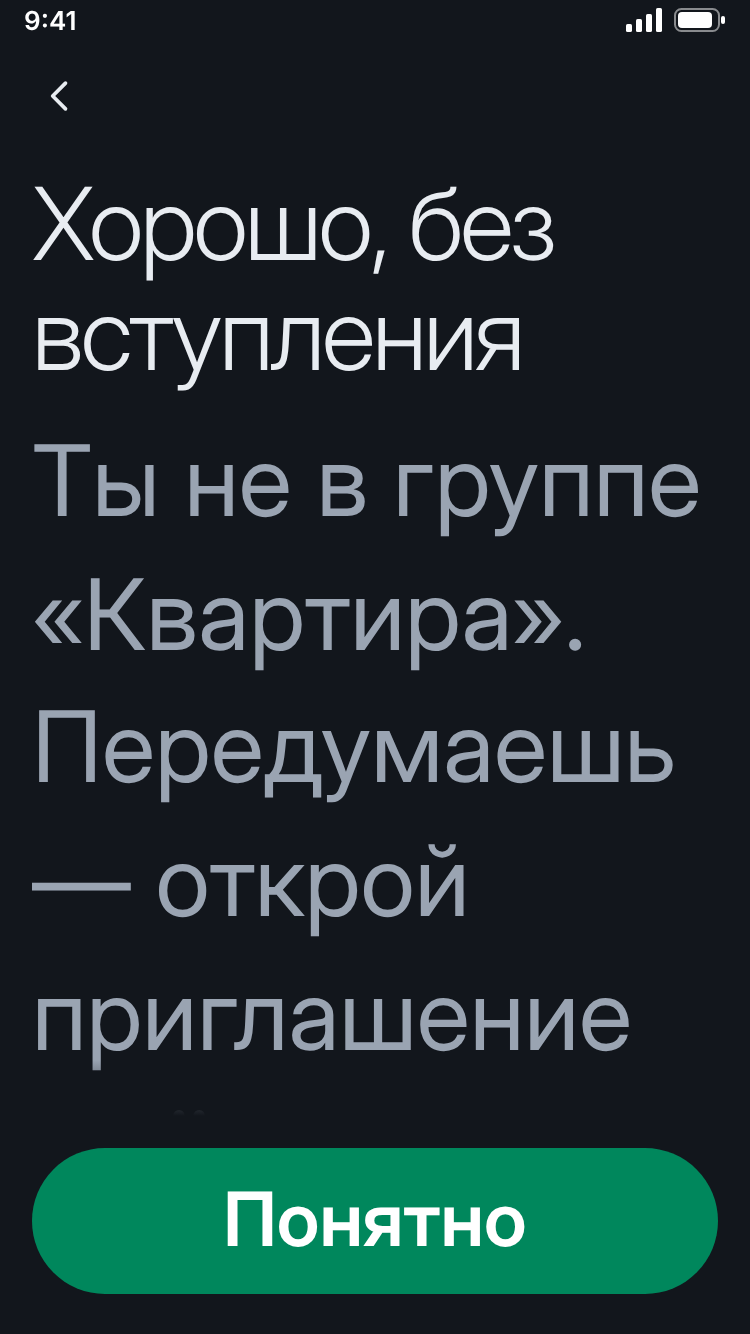 9:41
Хорошо, без
вступления
Ты не в группе
«Квартира».
Передумаешь
— открой
приглашение
Понятно